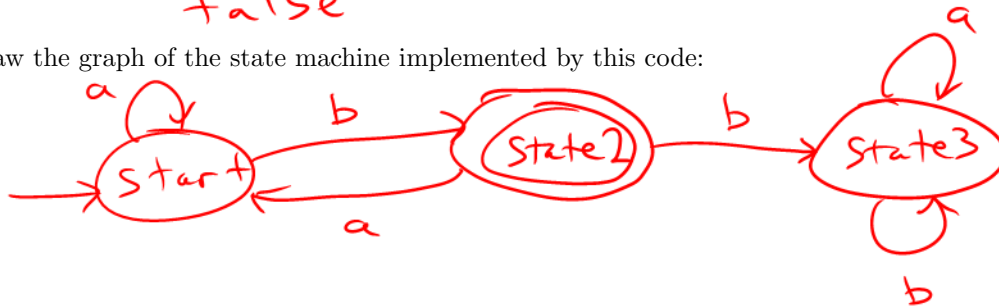 false
aw the graph of the state machine implemented by this code:
a
a
b
b
start
State2
State3
a
b